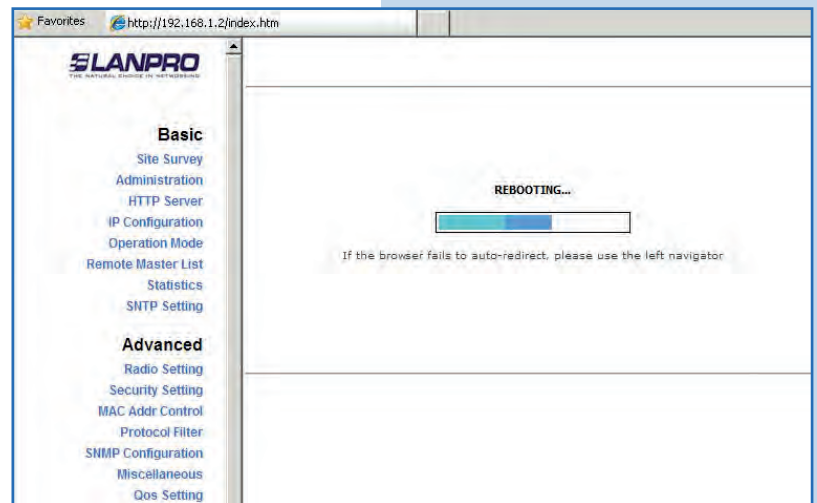 Favorites
http://192.168.1.2/index.htm
LANPRO
THE NATURAL CHOICE IN NETWORKING
Basic
Site Survey
Administration
HTTP Server
IP Configuration
Operation Mode
Remote Master List
Statistics
SNTP Setting
Advanced
Radio Setting
Security Setting
MAC Addr Control
Protocol Filter
SNMP Configuration
Miscellaneous
Qos Setting
REBOOTING...
If the browser fails to auto-redirect, please use the left navigator